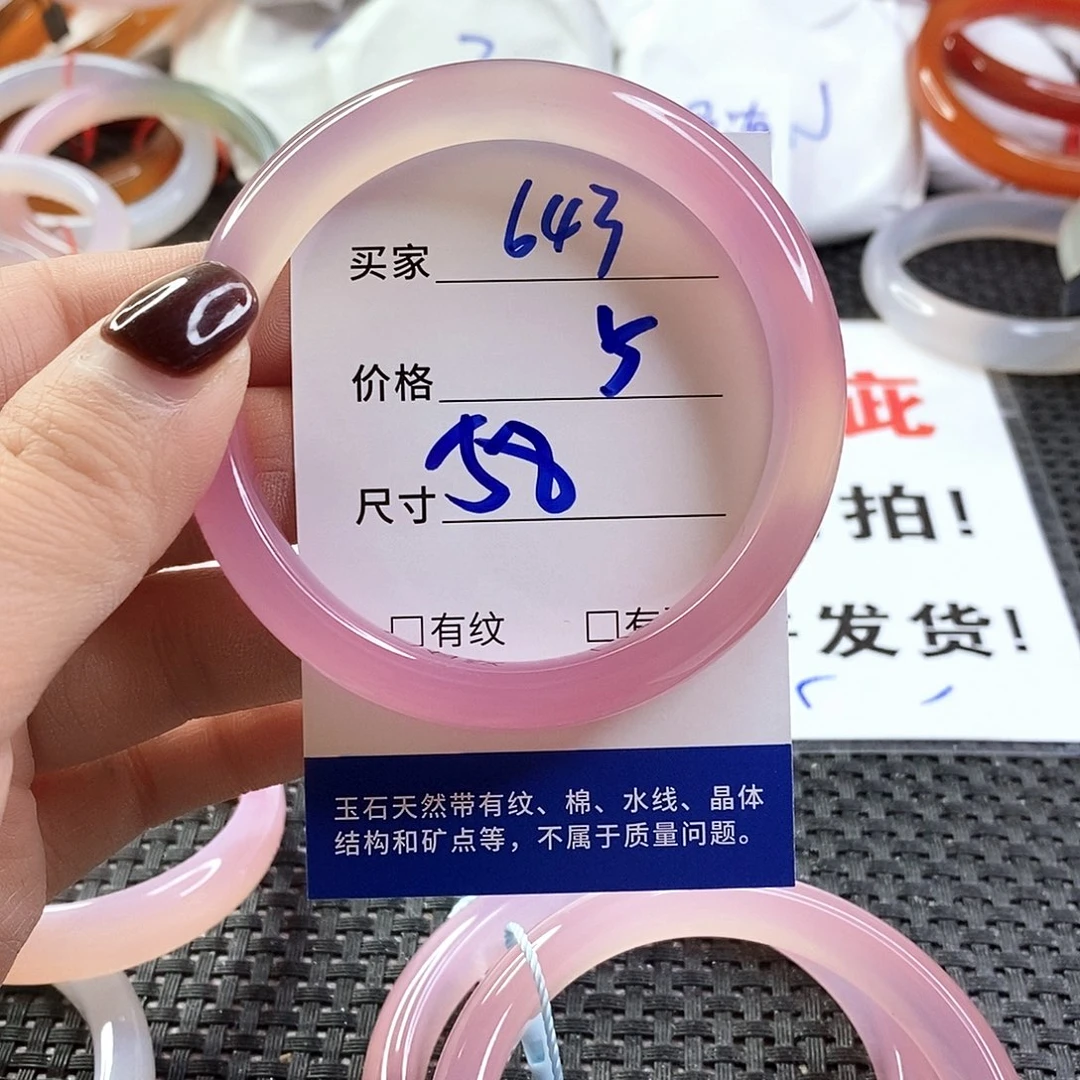 买家 643
价格 5
尺寸 58
□有纹 □有
玉石天然带有纹、棉、水线、晶体
结构和矿点等，不属于质量问题。
此
拍！
发货！